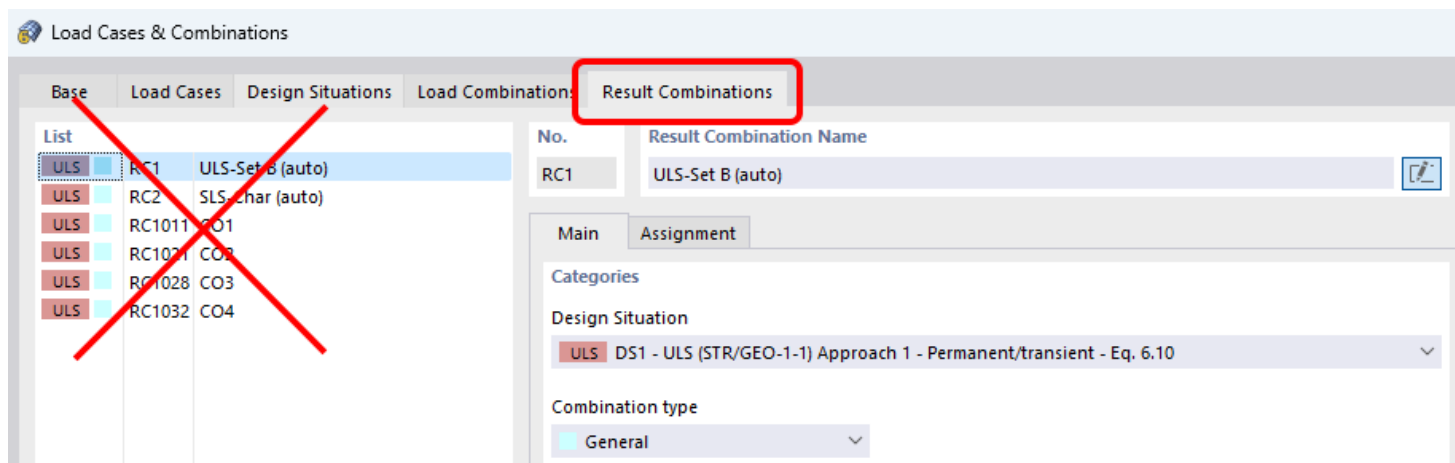 Load Cases & Combinations
Base Load Cases Design Situations Load Combinations Result Combinations
List
ULS RC1 ULS-Set B (auto)
ULS RC2 SLS-Char (auto)
ULS RC1011 CO1
ULS RC1021 CO2
ULS RC1028 CO3
ULS RC1032 CO4
No. Result Combination Name
RC1 ULS-Set B (auto)
Main Assignment
Categories
Design Situation
ULS DS1 - ULS (STR/GEO-1-1) Approach 1 - Permanent/transient - Eq. 6.10
Combination type
General